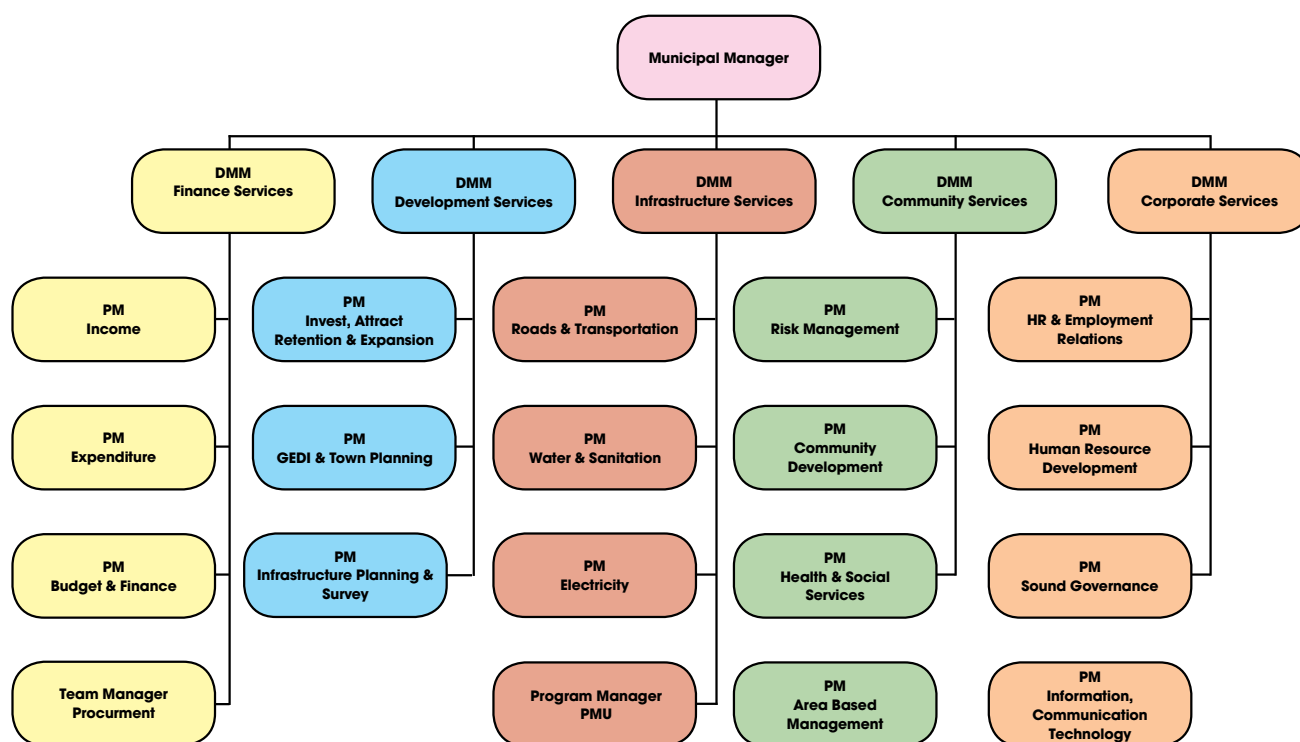 Municipal Manager
DMM
Finance Services
DMM
Development Services
DMM
Infrastructure Services
DMM
Community Services
DMM
Corporate Services
PM
Income
PM
Invest, Attract
Retention & Expansion
PM
Roads & Transportation
PM
Risk Management
PM
HR & Employment
Relations
PM
Expenditure
PM
GEDI & Town Planning
PM
Water & Sanitation
PM
Community
Development
PM
Human Resource
Development
PM
Budget & Finance
PM
Infrastructure Planning &
Survey
PM
Electricity
PM
Health & Social
Services
PM
Sound Governance
Team Manager
Procurment
Program Manager
PMU
PM
Area Based
Management
PM
Information,
Communication
Technology